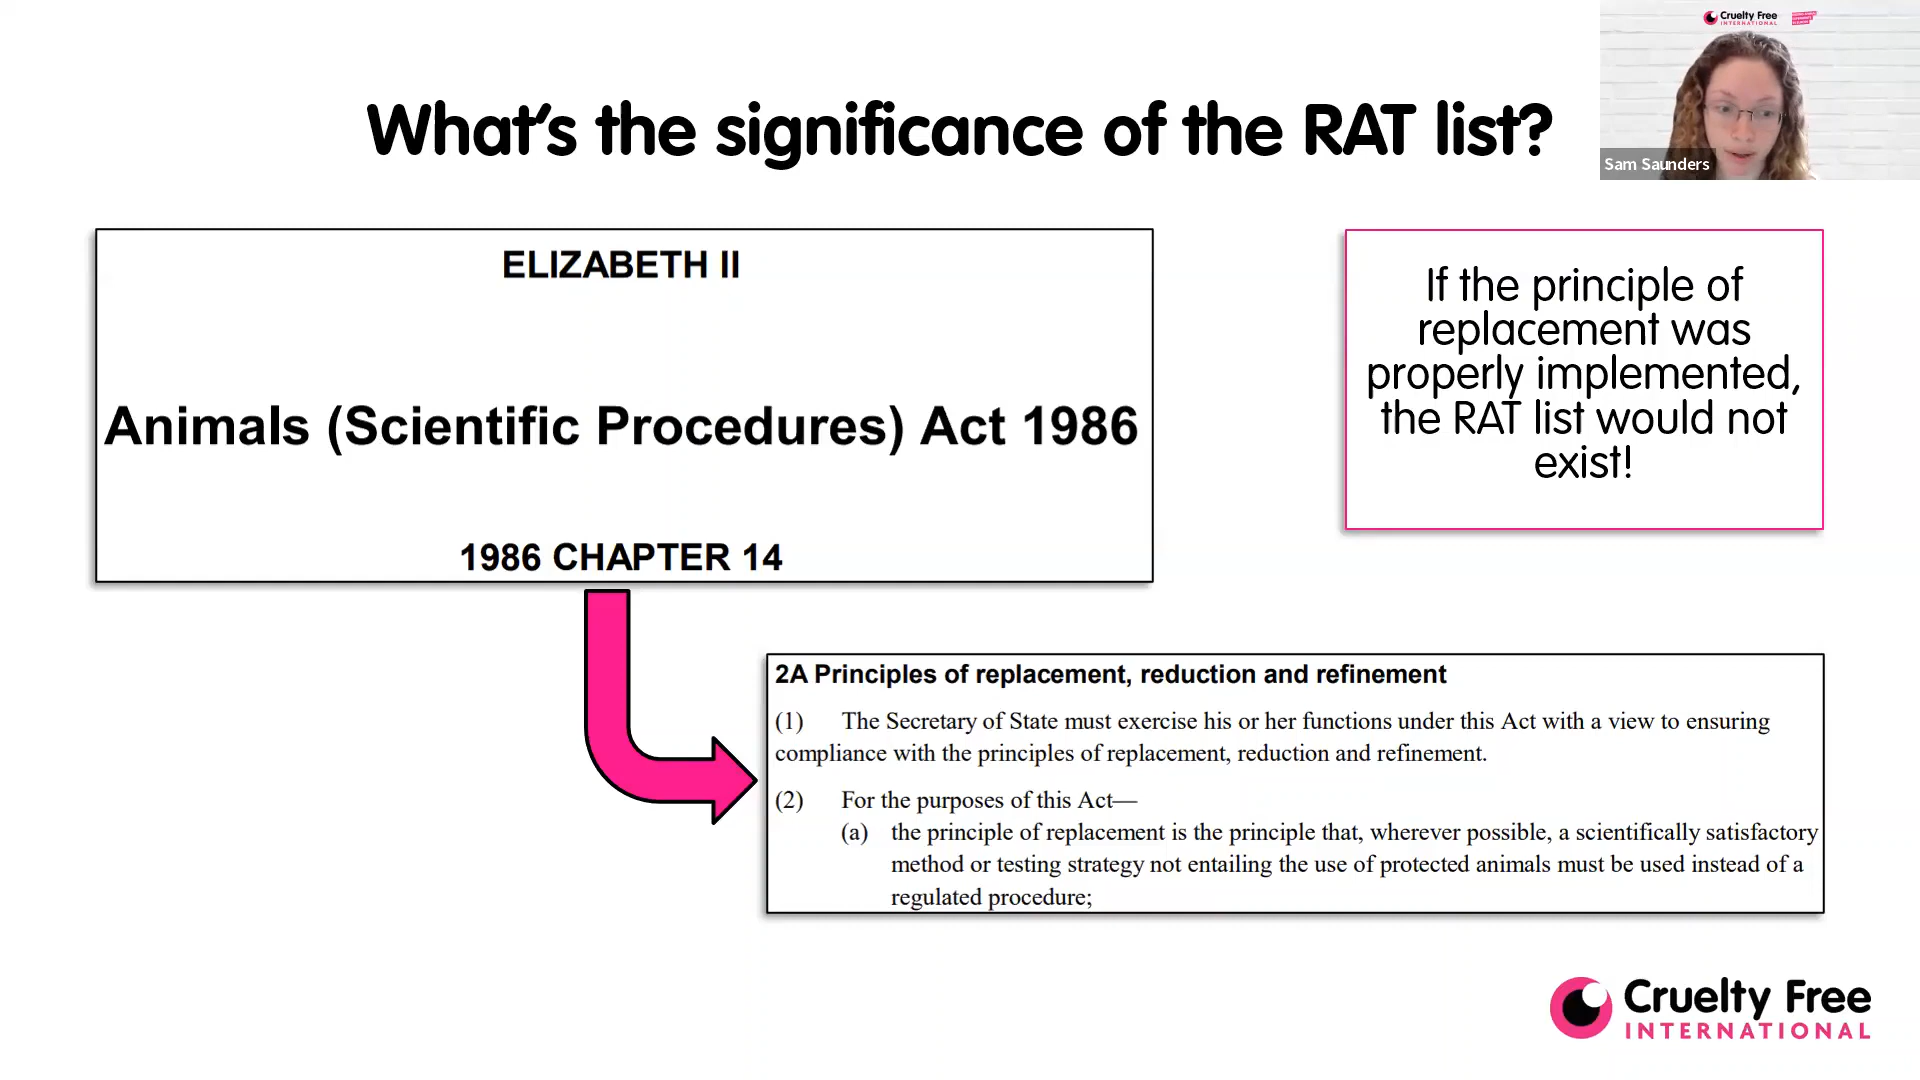 Cruelty Free
INTERNATIONAL
What's the significance of the RAT list?
Sam Saunders
ELIZABETH II
Animals (Scientific Procedures) Act 1986
1986 CHAPTER 14
If the principle of
replacement was
properly implemented,
the RAT list would not
exist!
2A Principles of replacement, reduction and refinement
(1) The Secretary of State must exercise his or her functions under this Act with a view to ensuring
compliance with the principles of replacement, reduction and refinement.
(2) For the purposes of this Act—
(a) the principle of replacement is the principle that, wherever possible, a scientifically satisfactory
method or testing strategy not entailing the use of protected animals must be used instead of a
regulated procedure;
Cruelty Free
INTERNATIONAL